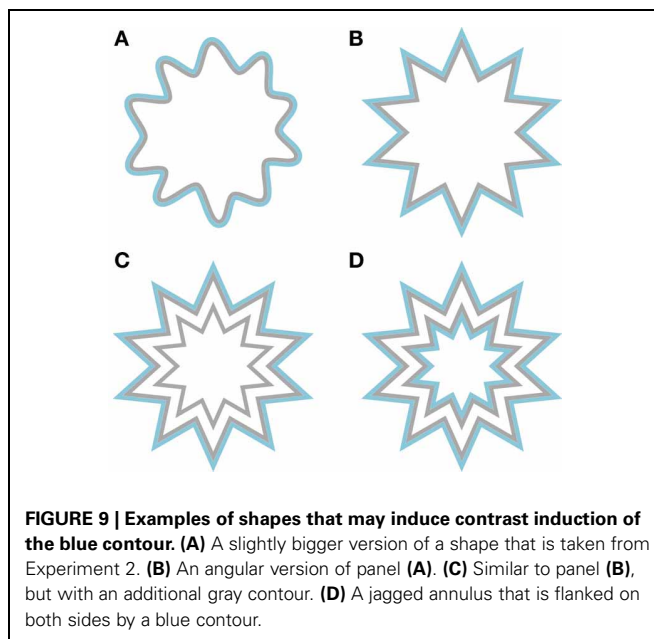 A
B
C
D
FIGURE 9 | Examples of shapes that may induce contrast induction of
the blue contour. (A) A slightly bigger version of a shape that is taken from
Experiment 2. (B) An angular version of panel (A). (C) Similar to panel (B),
but with an additional gray contour. (D) A jagged annulus that is flanked on
both sides by a blue contour.